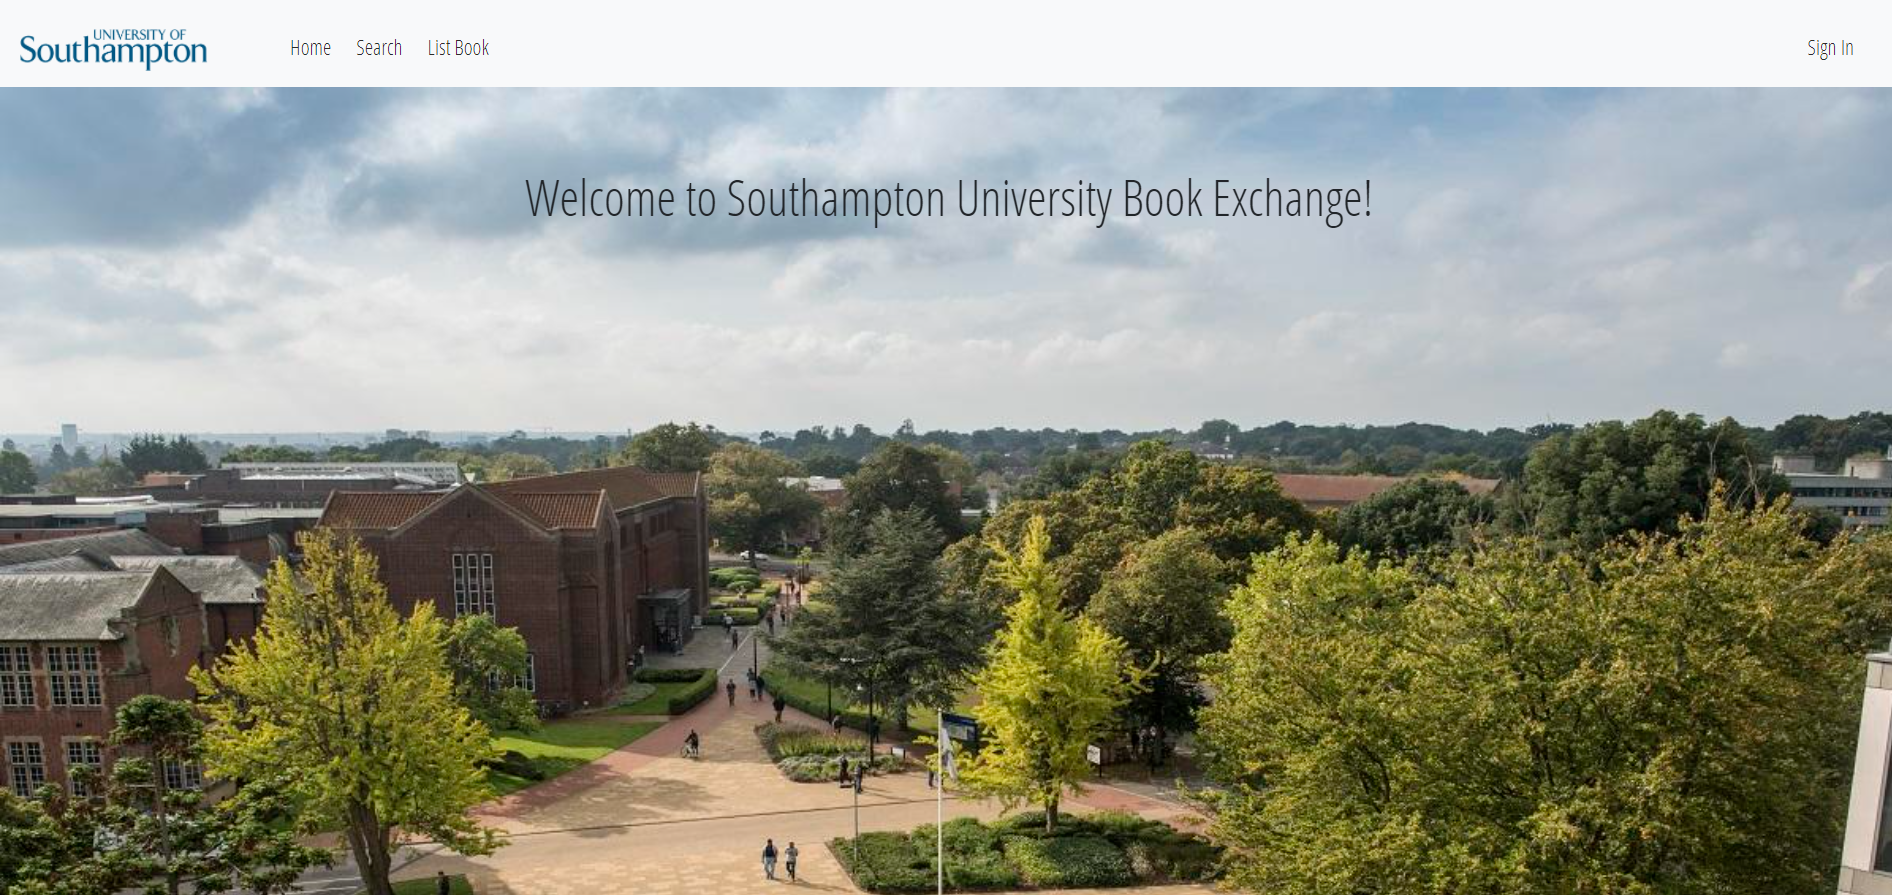 UNIVERSITY OF
Southampton
Home
Search
List Book
Sign In
Welcome to Southampton University Book Exchange!